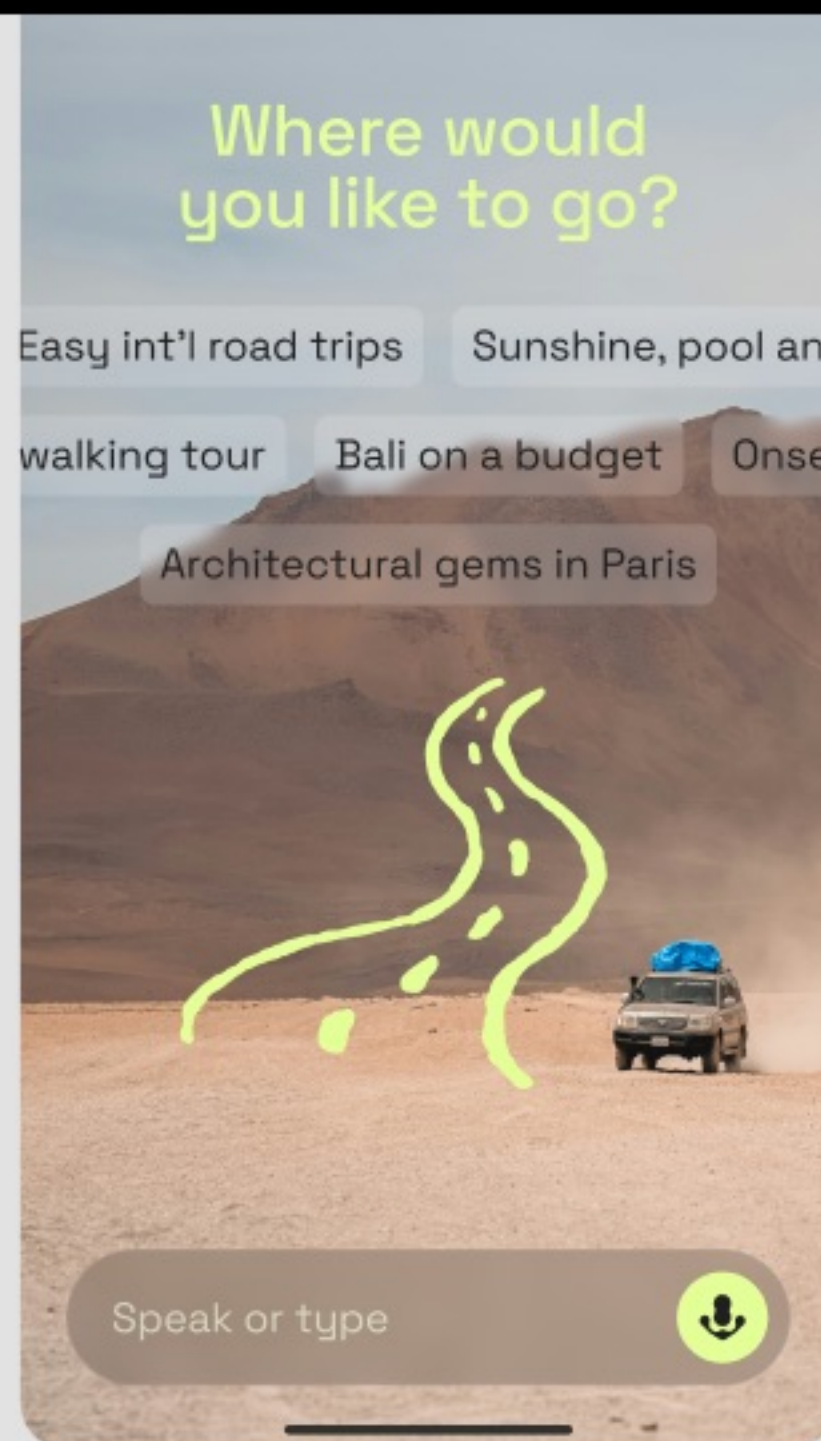 Where would
you like to go?
Easy int'l road trips Sunshine, pool an
walking tour Bali on a budget Onse
Architectural gems in Paris
Speak or type